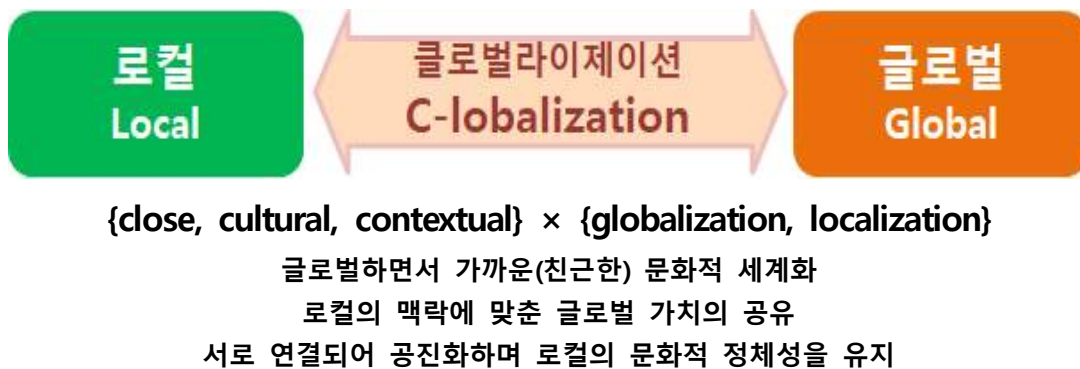 로컬
Local
클로벌라이제이션
C-lobalization
글로벌
Global
{close, cultural, contextual} × {globalization, localization}
글로벌하면서 가까운(친근한) 문화적 세계화
로컬의 맥락에 맞춘 글로벌 가치의 공유
서로 연결되어 공진화하며 로컬의 문화적 정체성을 유지